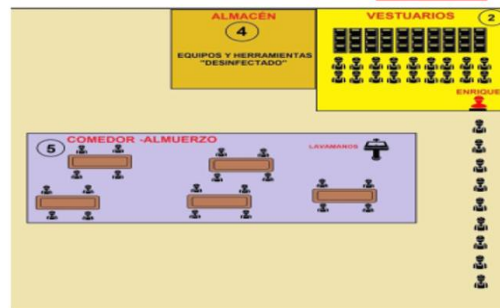 ALMACÉN
4
EQUIPOS Y HERRAMIENTAS
"DESINFECTADO"
VESTUARIOS
2
ENRIQUE
5
COMEDOR -ALMUERZO
LAVAMANOS